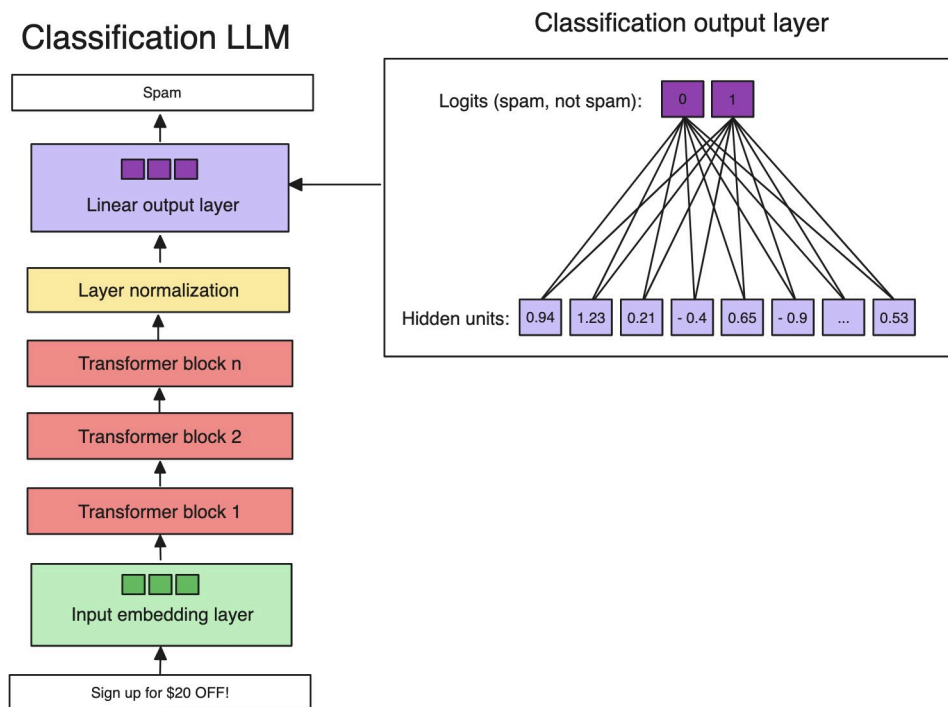 Classification LLM
Spam
Linear output layer
Layer normalization
Transformer block n
Transformer block 2
Transformer block 1
Input embedding layer
Sign up for $20 OFF!
Classification output layer
Logits (spam, not spam): 0 1
Hidden units: 0.94 1.23 0.21 - 0.4 0.65 - 0.9 ... 0.53